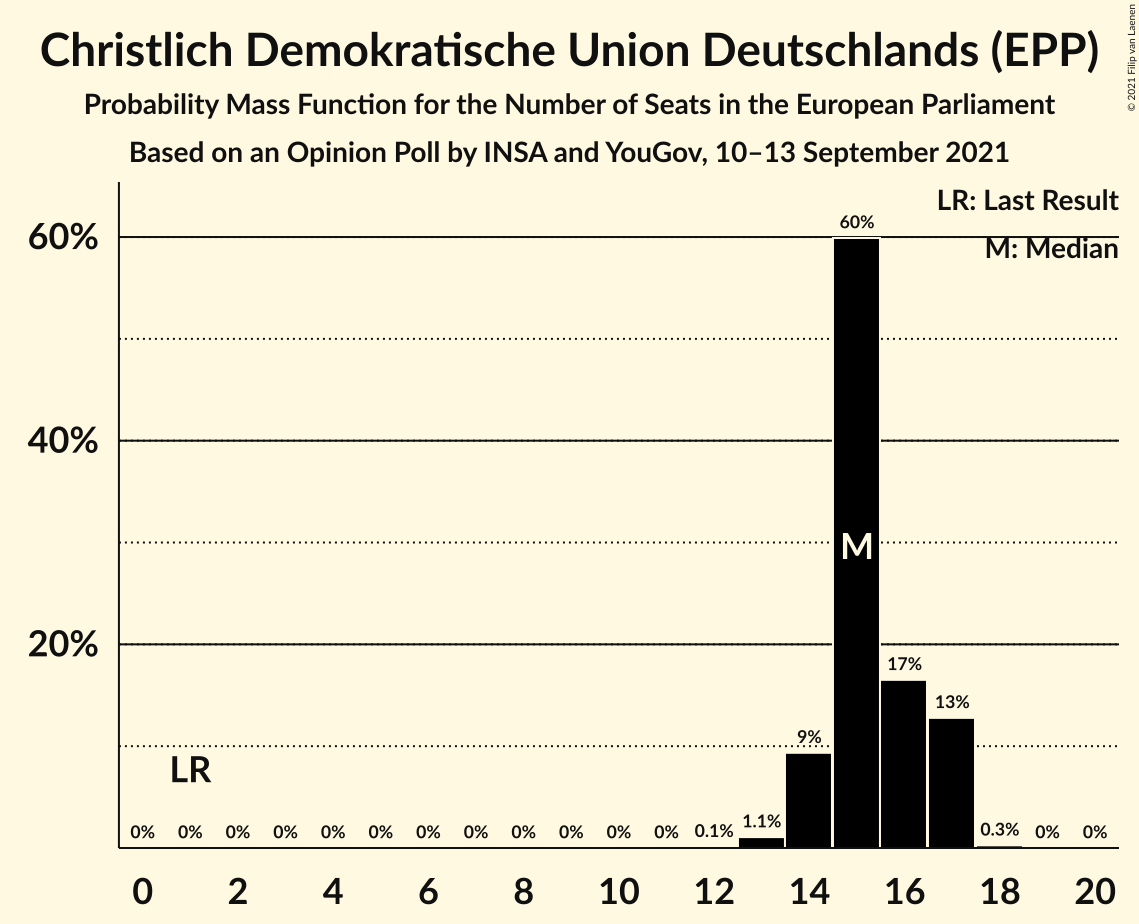 Christlich Demokratische Union Deutschlands (EPP)
Probability Mass Function for the Number of Seats in the European Parliament
Based on an Opinion Poll by INSA and YouGov, 10–13 September 2021
© 2021 Filip van Laenen
LR: Last Result
M: Median
60%
40%
20%
60%
M
17%
13%
9%
LR
0% 0% 0% 0% 0% 0% 0% 0% 0% 0% 0% 0% 0.1% 1.1% 0.3% 0% 0%
0 2 4 6 8 10 12 14 16 18 20